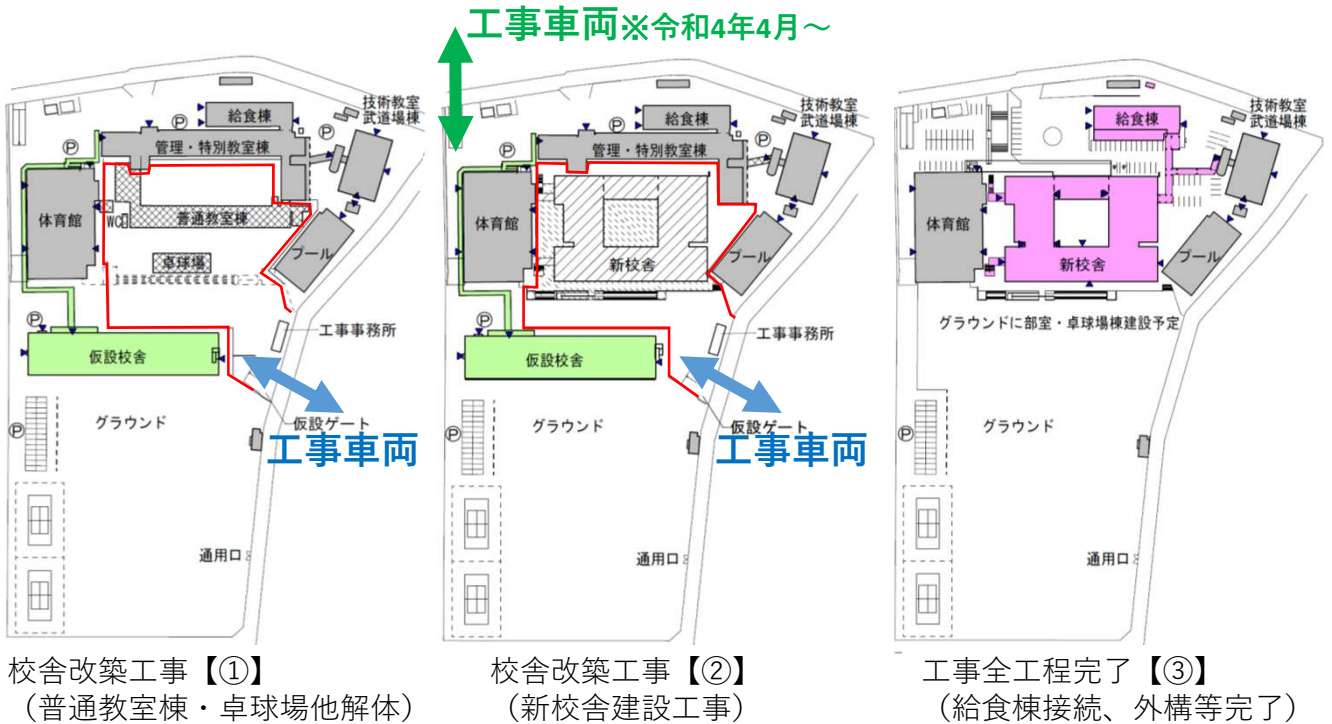 工事車両※令和4年4月～
技術教室
武道場棟
給食棟
Ⓟ
Ⓟ
管理・特別教室棟
Ⓟ
体育館
WC
普通教室棟
卓球場
プール
Ⓟ
工事事務所
仮設校舎
グラウンド
仮設ゲート
Ⓟ
工事車両
通用口
校舎改築工事【①】
（普通教室棟・卓球場他解体）
技術教室
武道場棟
給食棟
Ⓟ
Ⓟ
管理・特別教室棟
体育館
新校舎
プール
Ⓟ
工事事務所
仮設校舎
グラウンド
仮設ゲート
Ⓟ
工事車両
通用口
校舎改築工事【②】
（新校舎建設工事）
技術教室
武道場棟
給食棟
体育館
新校舎
プール
グラウンドに部室・卓球場棟建設予定
グラウンド
Ⓟ
通用口
工事全工程完了【③】
（給食棟接続、外構等完了）